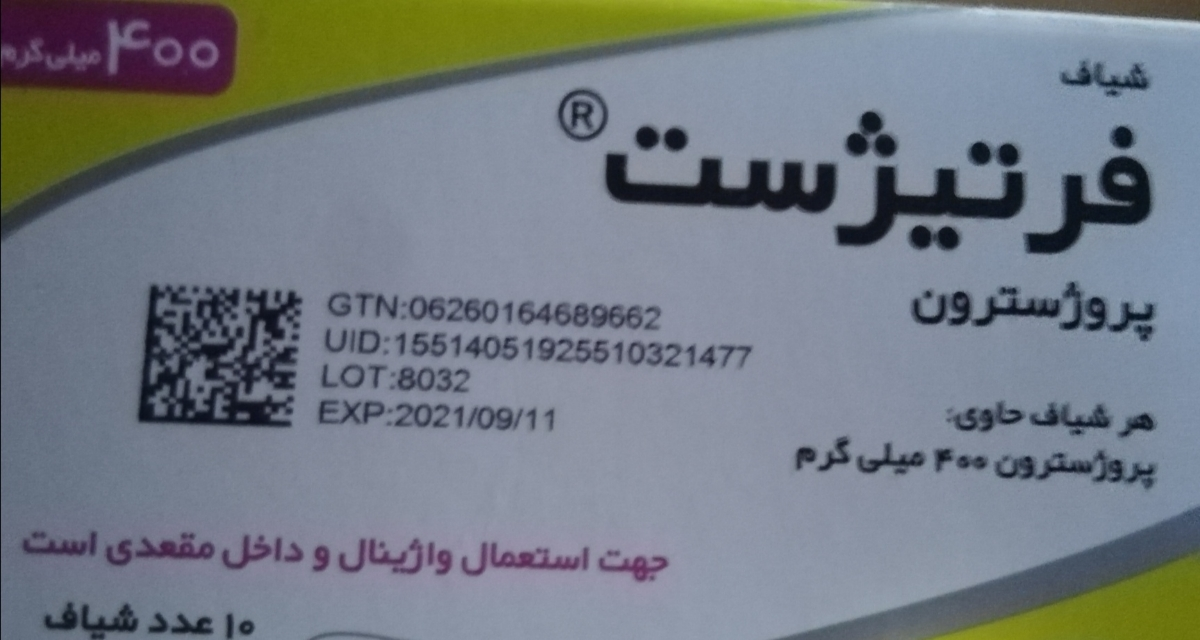 ۴۰۰ میلی گرم
شیاف
فرتیژست®
پروژسترون
GTN:06260164689662
UID:15514051925510321477
LOT:8032
EXP:2021/09/11
هر شیاف حاوی:
پروژسترون ۴۰۰ میلی گرم
جهت استعمال واژینال و داخل مقعدی است
۱۰ عدد شیاف